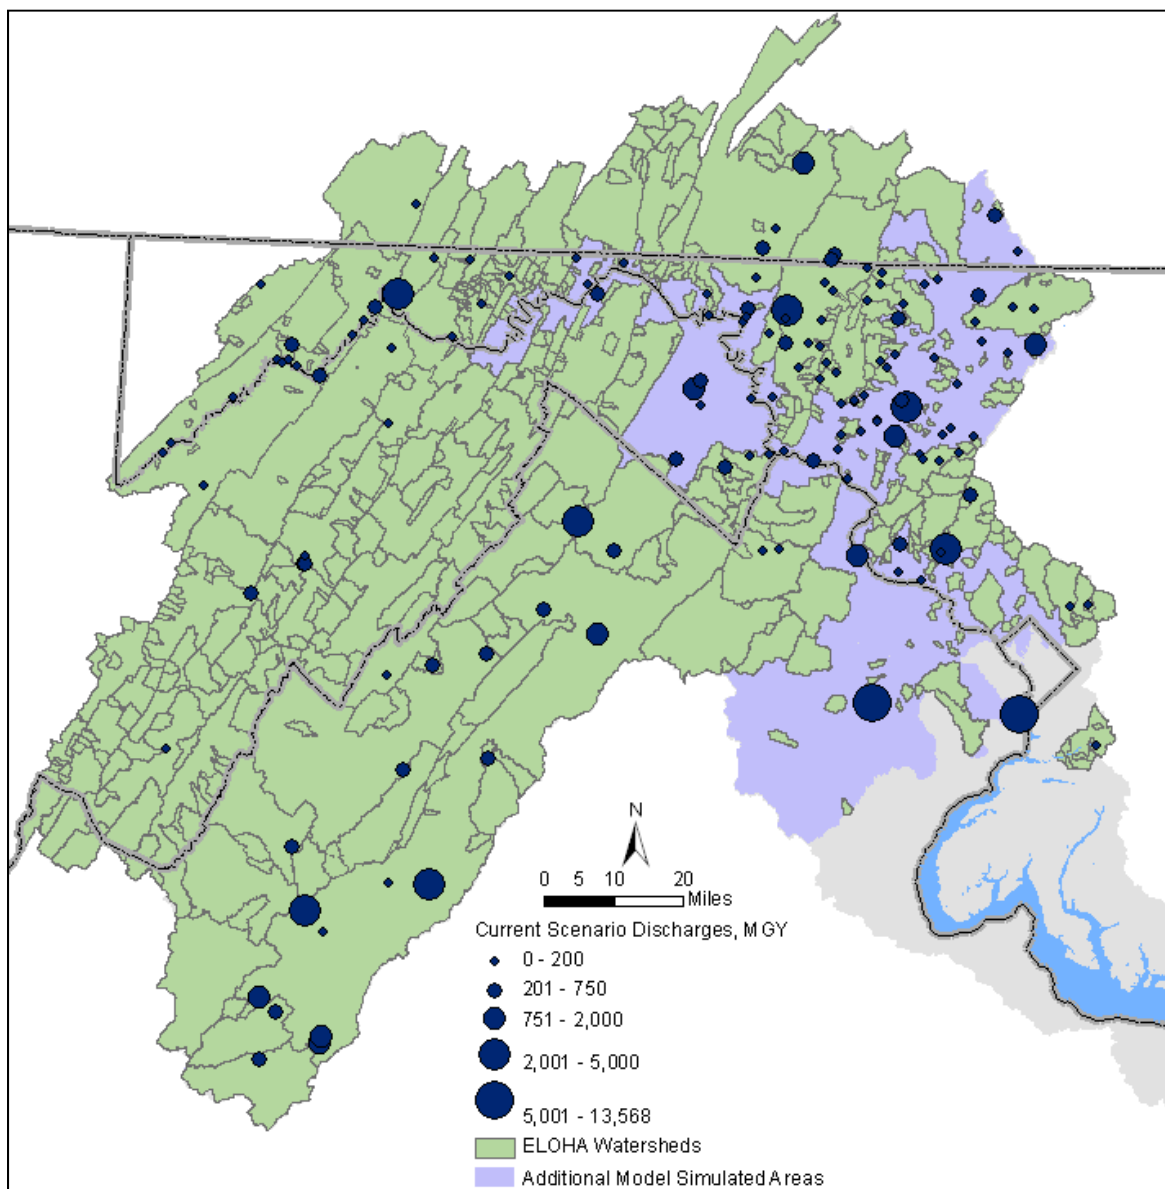 N
0 5 10 20
Miles
Current Scenario Discharges, MGY
0 - 200
201 - 750
751 - 2,000
2,001 - 5,000
5,001 - 13,568
ELOHA Watersheds
Additional Model Simulated Areas